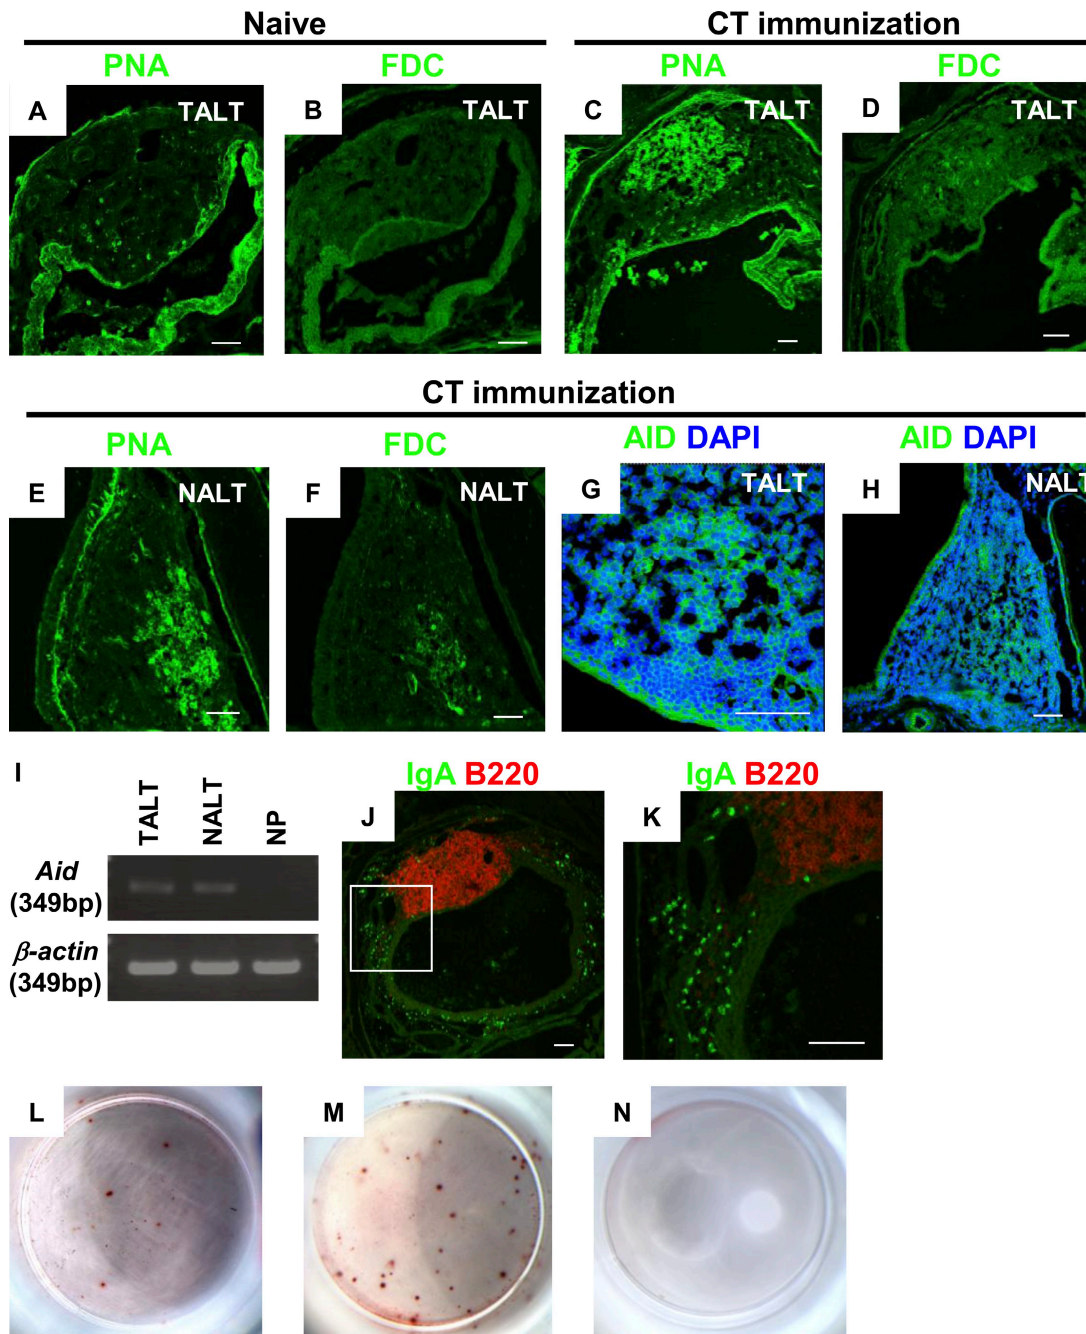 Naive CT immunization
PNA FDC PNA FDC
A TALT B TALT C TALT D TALT
CT immunization
PNA FDC AID DAPI AID DAPI
E NALT F NALT G TALT H NALT
I TALT NALT NP
Aid
(349bp)
β-actin
(349bp)
IgA B220 IgA B220
J K
L M N